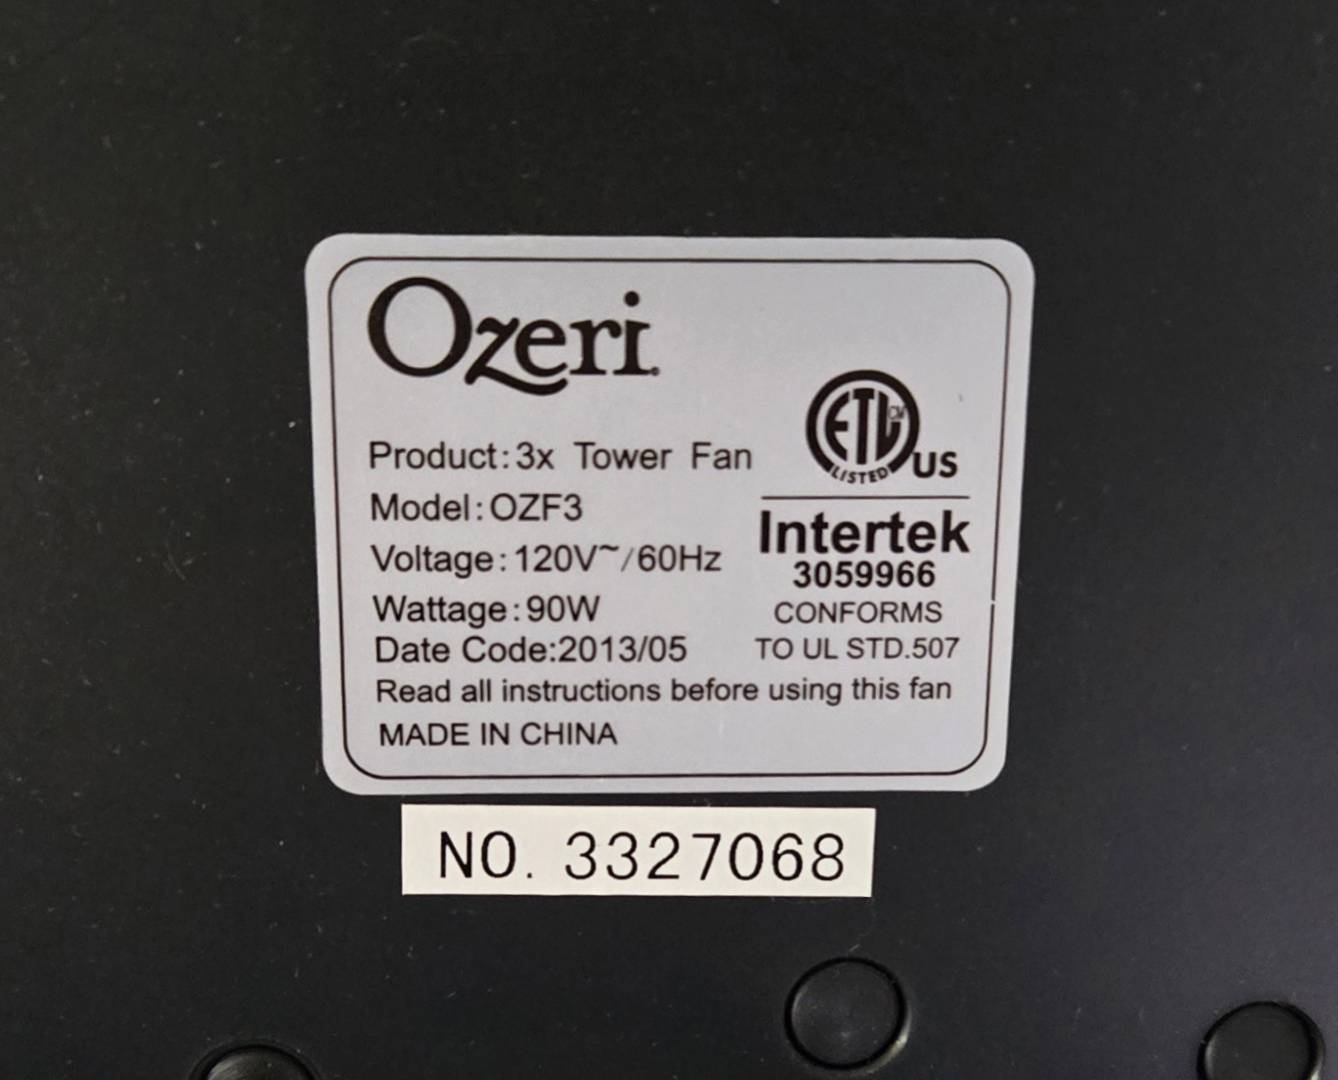 Ozeri
Product: 3x Tower Fan
Model: OZF3
Voltage: 120V~/60Hz
Wattage: 90W
Date Code:2013/05
Read all instructions before using this fan
MADE IN CHINA
ETL CM
LISTED
US
Intertek
3059966
CONFORMS
TO UL STD.507
NO. 3327068